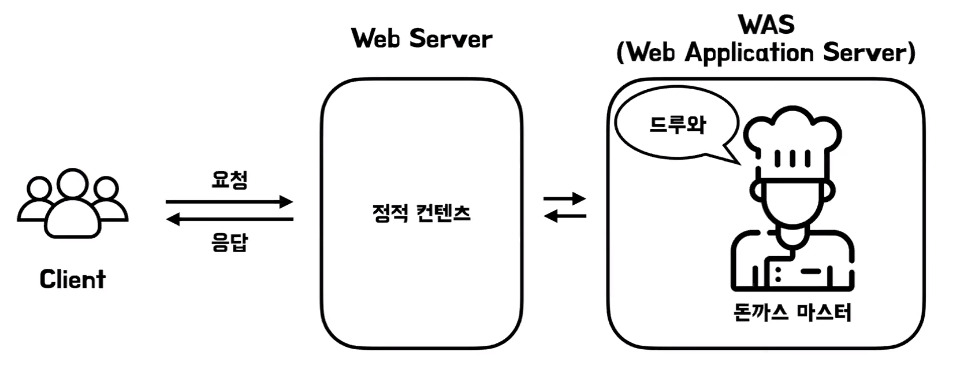 Web Server
WAS
(Web Application Server)
드루와
요청
정적 컨텐츠
응답
Client
돈까스 마스터